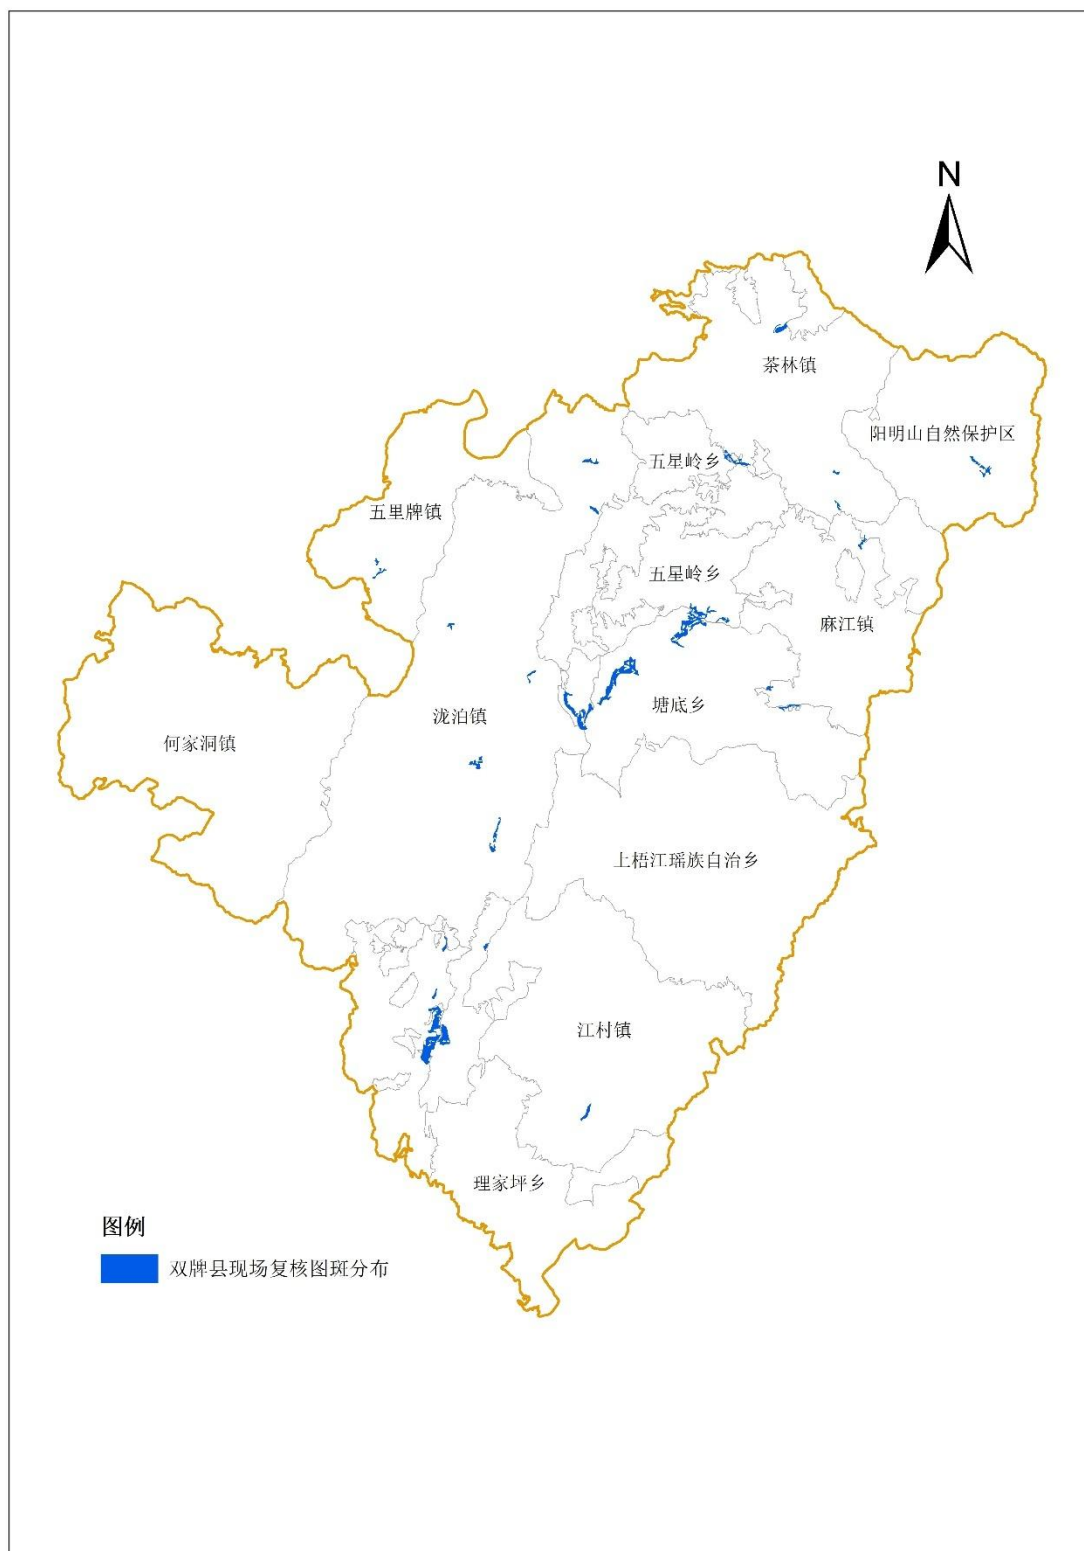 N
茶林镇
阳明山自然保护区
五星岭乡
五里牌镇
五星岭乡
麻江镇
塘底乡
泷泊镇
何家洞镇
上梧江瑶族自治乡
江村镇
理家坪乡
图例
双牌县现场复核图斑分布